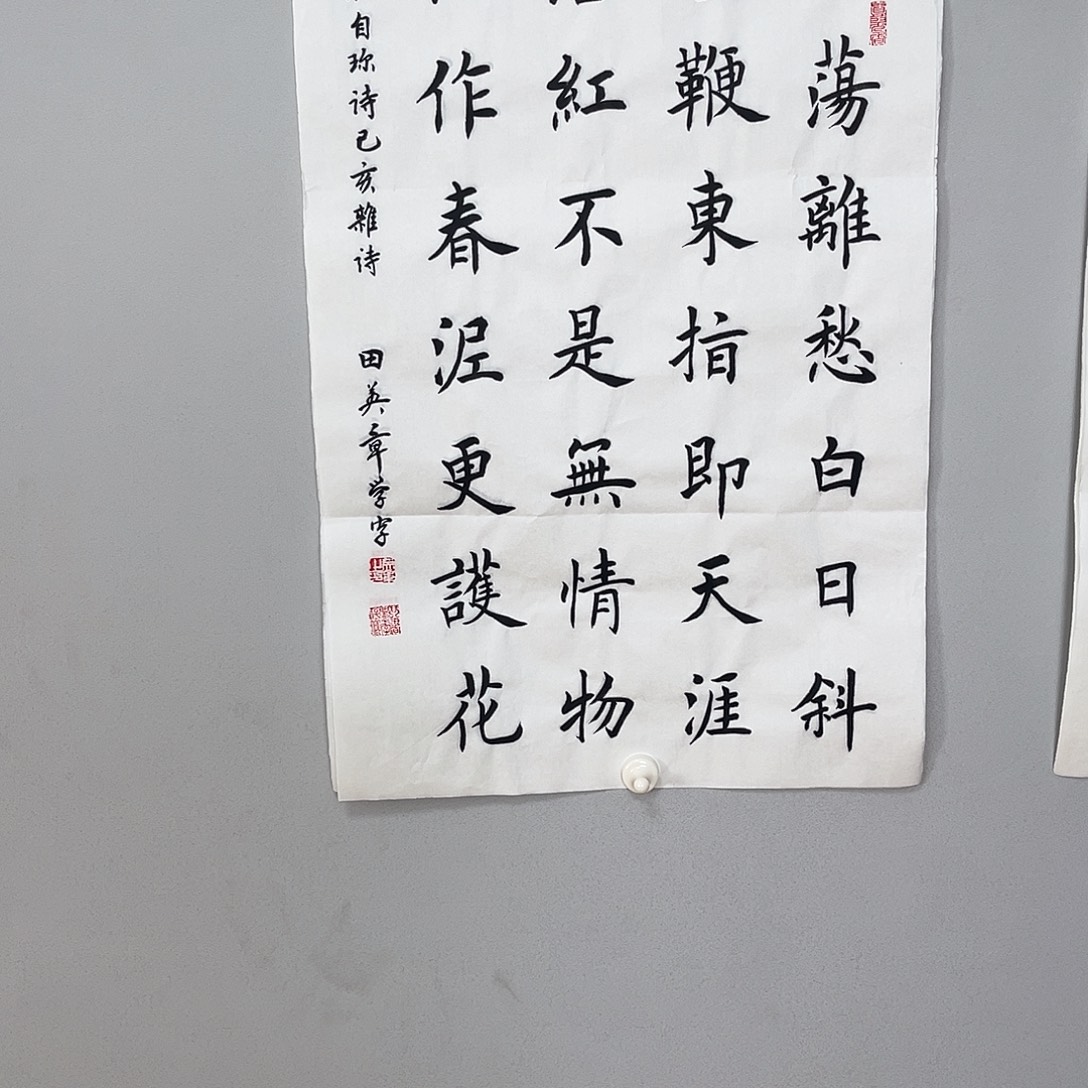 蕩離愁白日斜
鞭東指即天涯
紅不是無情物
作春泥更護花
自珍诗己亥雜诗 田英章学字